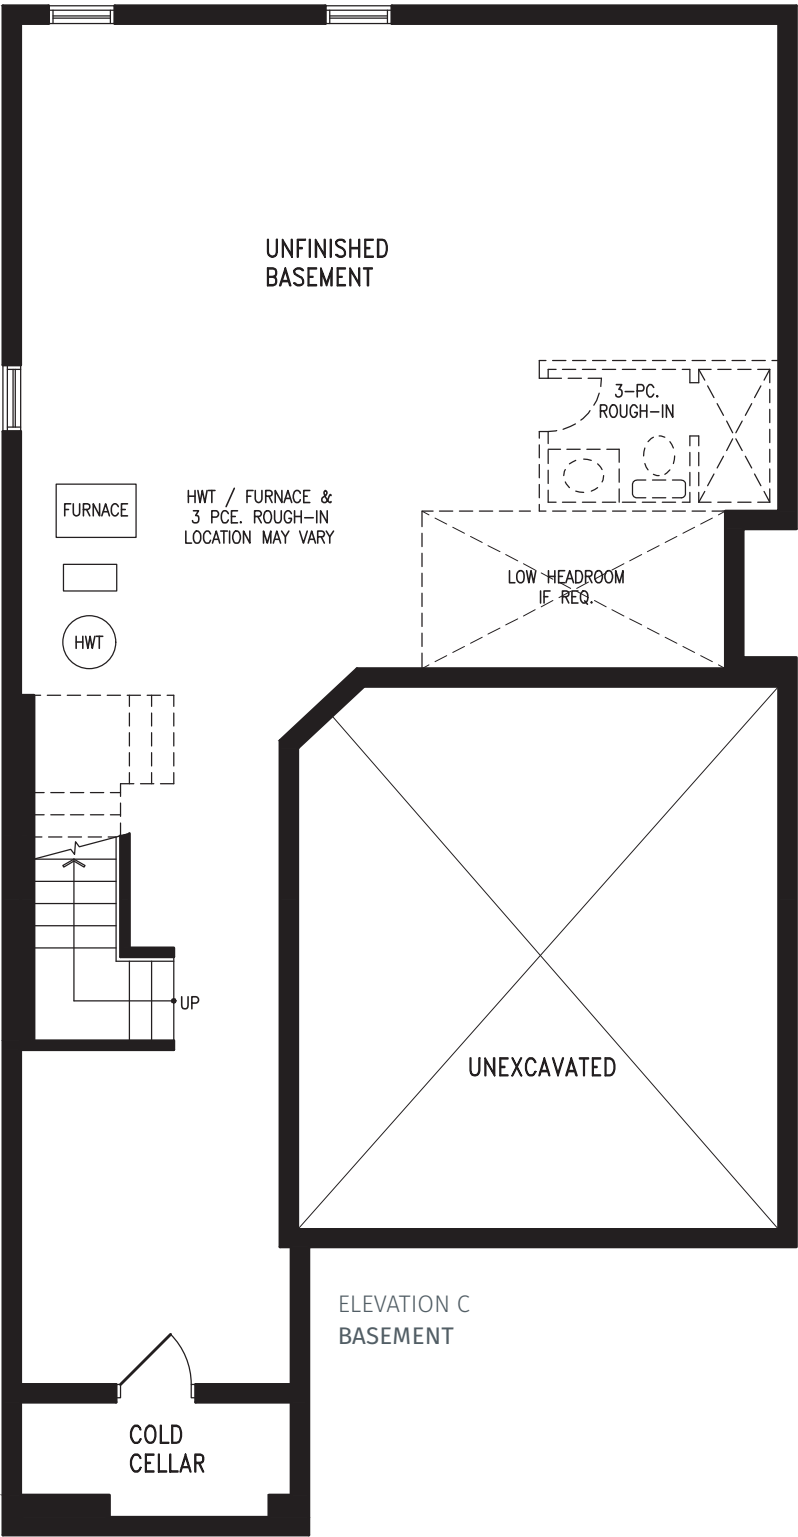 UNFINISHED
BASEMENT
3-PC.
ROUGH-IN
FURNACE
HWT / FURNACE &
3 PCE. ROUGH-IN
LOCATION MAY VARY
LOW HEADROOM
IF REQ.
HWT
UP
UNEXCAVATED
ELEVATION C
BASEMENT
COLD
CELLAR